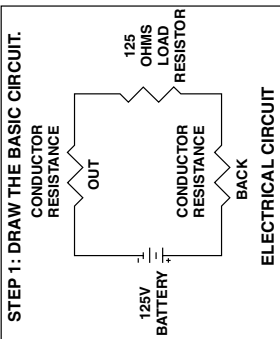 STEP 1: DRAW THE BASIC CIRCUIT.
CONDUCTOR
RESISTANCE
OUT
125V
BATTERY
-
+
125
OHMS
LOAD
RESISTOR
CONDUCTOR
RESISTANCE
BACK
ELECTRICAL CIRCUIT